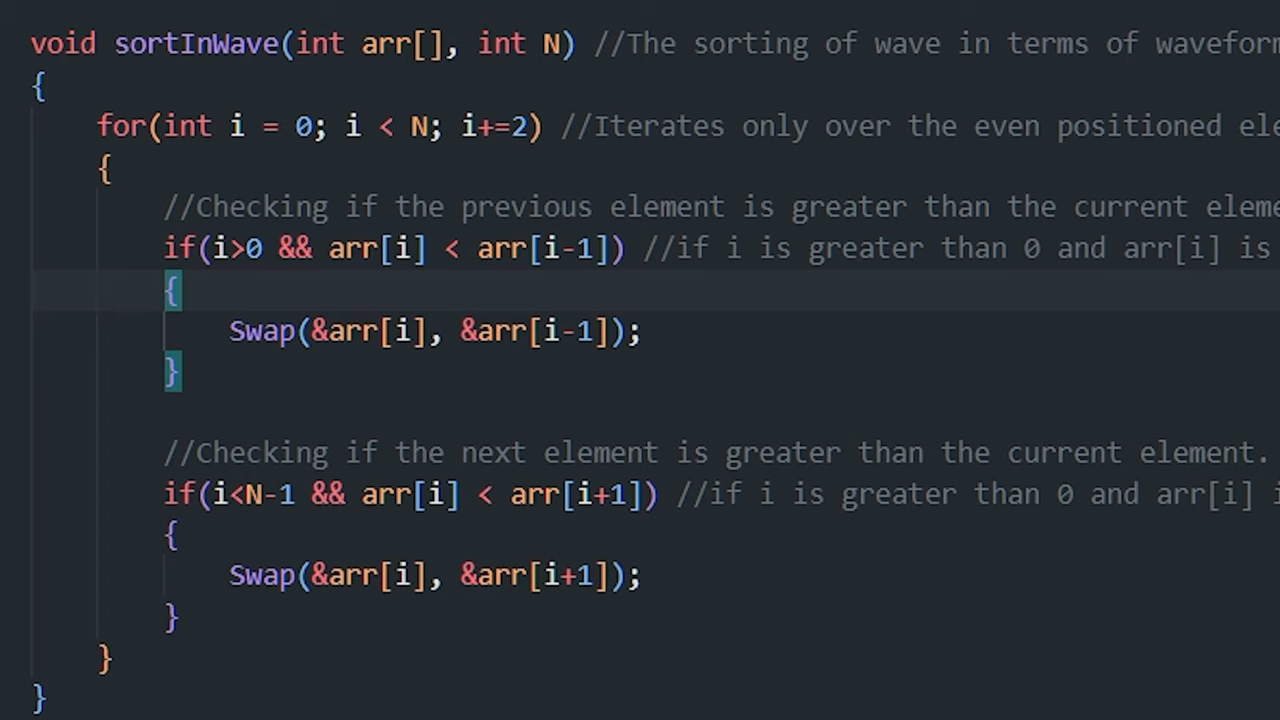 void sortInWave(int arr[], int N) //The sorting of wave in terms of waveform
{
for(int i = 0; i < N; i+=2) //Iterates only over the even positioned
{
//Checking if the previous element is greater than the current
if(i>0 && arr[i] < arr[i-1]) //if i is greater than 0 and arr[i] is
{
Swap(&arr[i], &arr[i-1]);
}
//Checking if the next element is greater than the current element.
if(i<N-1 && arr[i] < arr[i+1]) //if i is greater than 0 and arr[i]
{
Swap(&arr[i], &arr[i+1]);
}
}
}